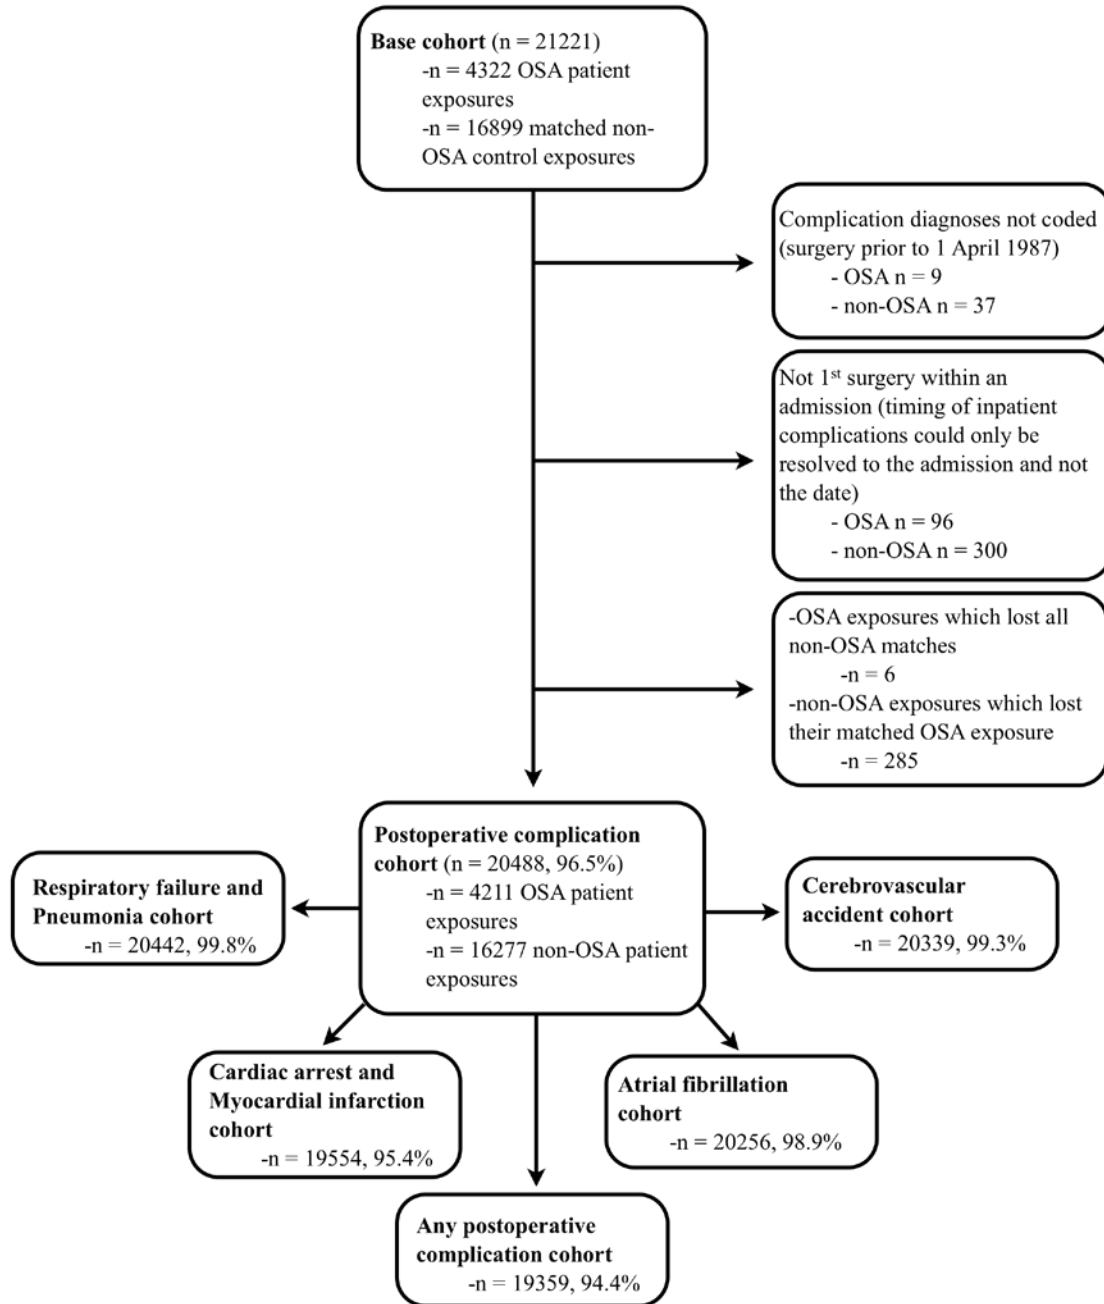 Base cohort (n = 21221)
-n = 4322 OSA patient
exposures
-n = 16899 matched non-
OSA control exposures
Complication diagnoses not coded
(surgery prior to 1 April 1987)
- OSA n = 9
- non-OSA n = 37
Not 1st surgery within an
admission (timing of inpatient
complications could only be
resolved to the admission and not
the date)
- OSA n = 96
- non-OSA n = 300
-OSA exposures which lost all
non-OSA matches
-n = 6
-non-OSA exposures which lost
their matched OSA exposure
-n = 285
Postoperative complication
cohort (n = 20488, 96.5%)
-n = 4211 OSA patient
exposures
-n = 16277 non-OSA patient
exposures
Respiratory failure and
Pneumonia cohort
-n = 20442, 99.8%
Cerebrovascular
accident cohort
-n = 20339, 99.3%
Cardiac arrest and
Myocardial infarction
cohort
-n = 19554, 95.4%
Atrial fibrillation
cohort
-n = 20256, 98.9%
Any postoperative
complication cohort
-n = 19359, 94.4%